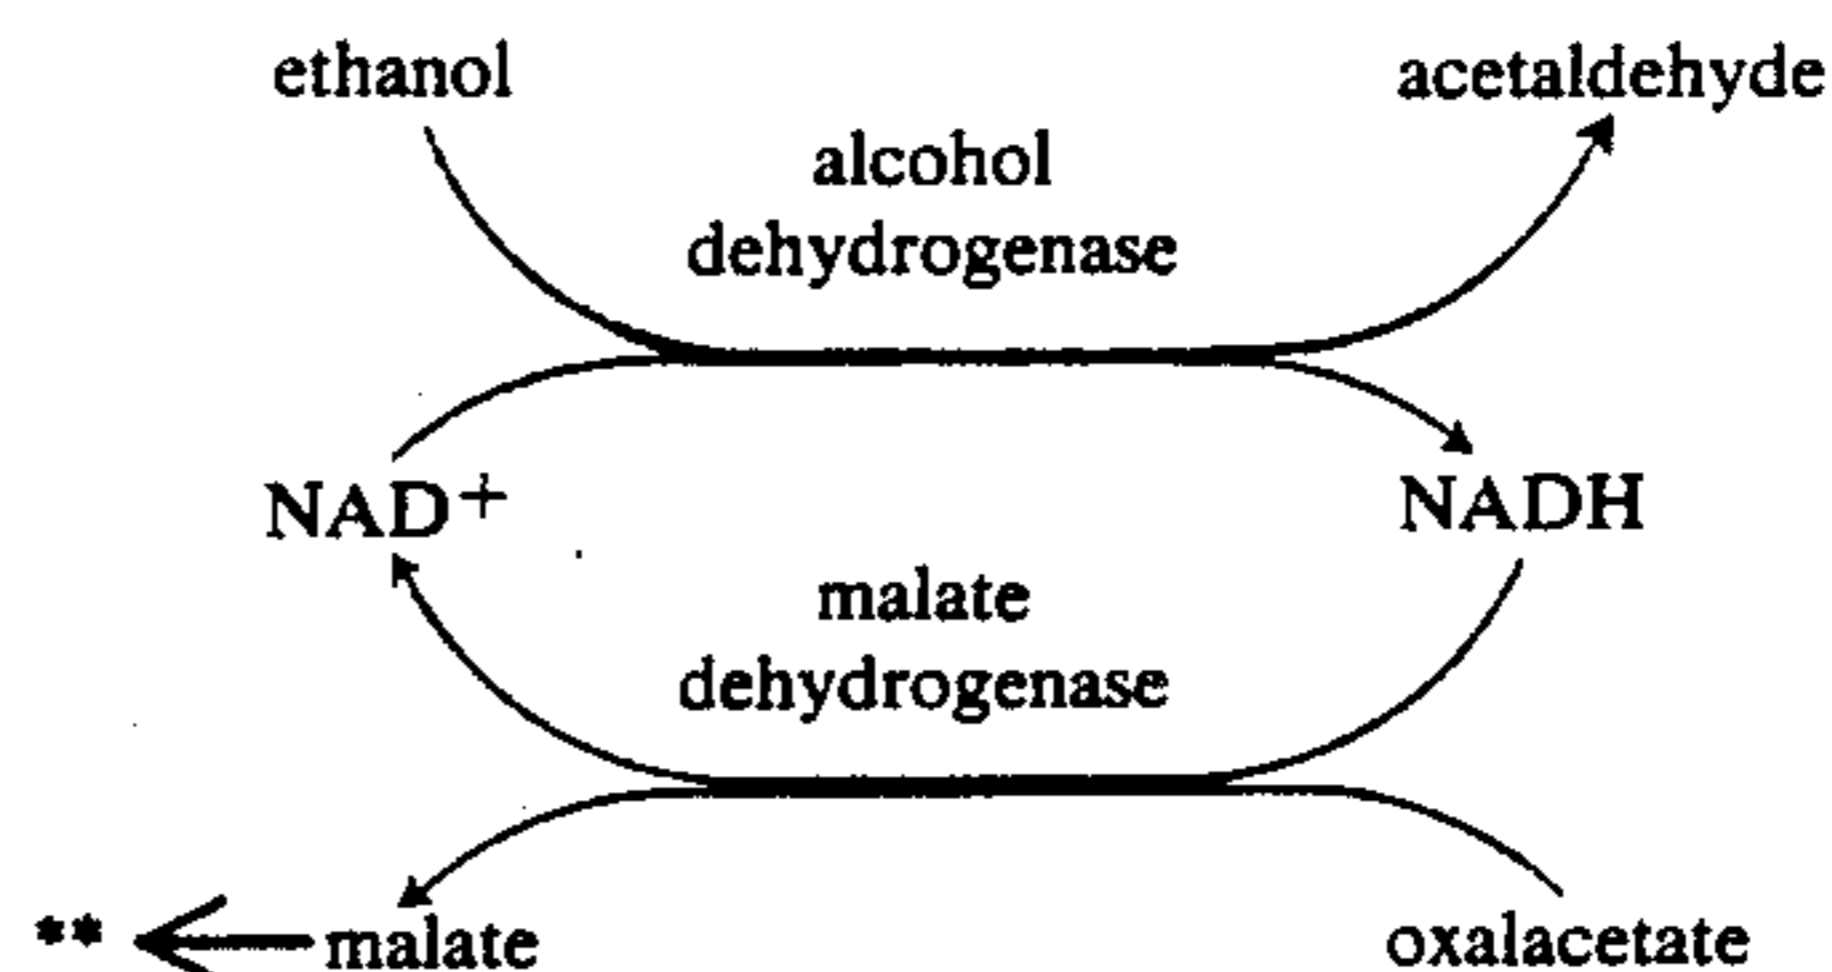 ethanol
acetaldehyde
alcohol
dehydrogenase
NAD+
NADH
malate
dehydrogenase
** malate
oxalacetate